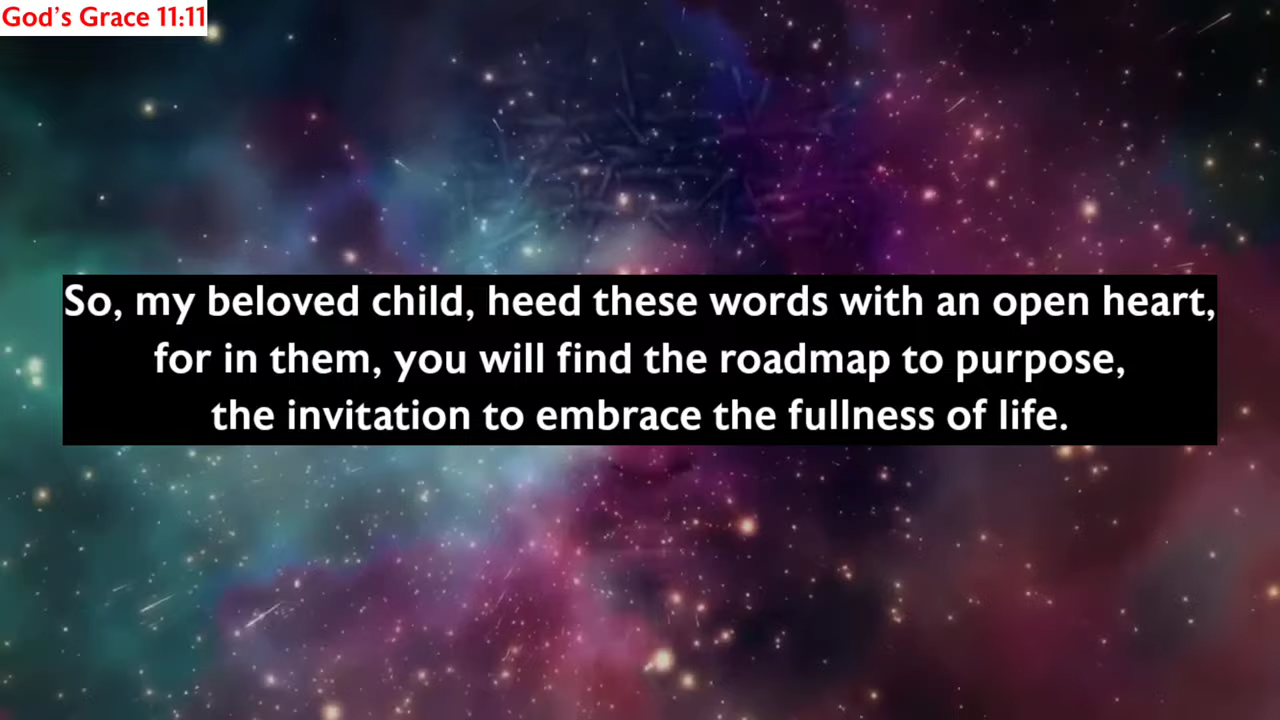 God's Grace 11:11
So, my beloved child, heed these words with an open heart,
for in them, you will find the roadmap to purpose,
the invitation to embrace the fullness of life.